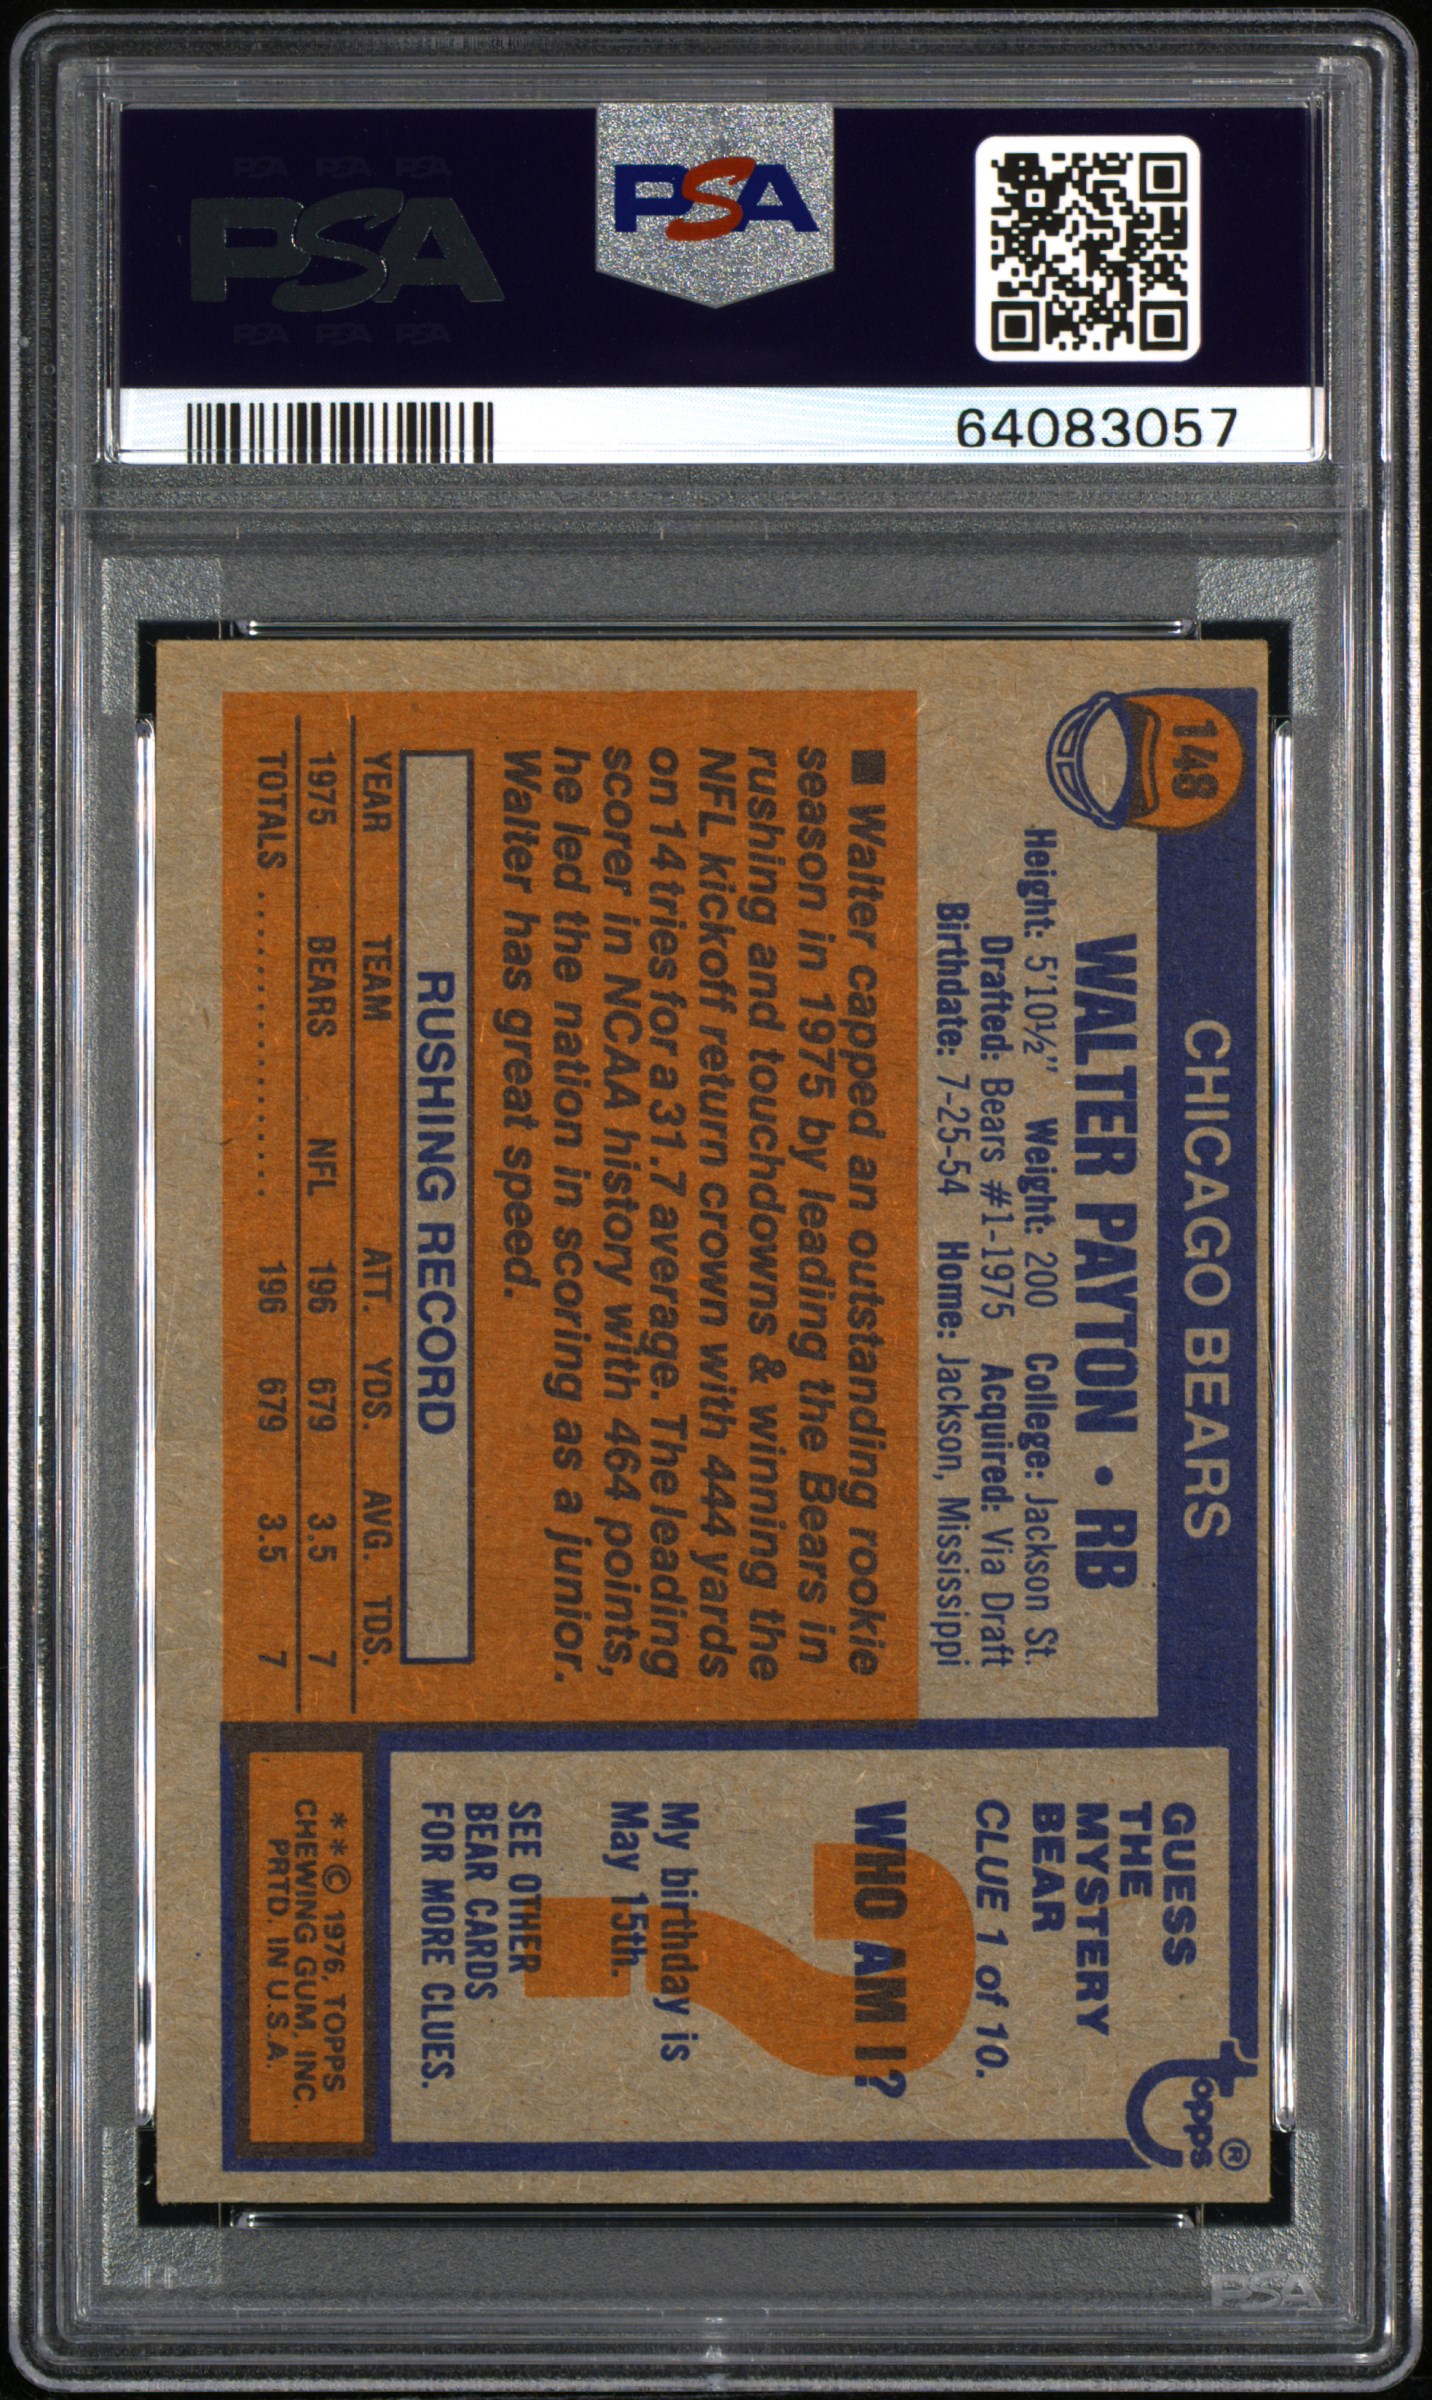 PSA PSA PSA
PSA
PSA PSA PSA
PSA
64083057
148
CHICAGO BEARS
WALTER PAYTON • RB
Height: 5'10½" Weight: 200 College: Jackson St.
Drafted: Bears #1-1975 Acquired: Via Draft
Birthdate: 7-25-54 Home: Jackson, Mississippi
■ Walter capped an outstanding rookie
season in 1975 by leading the Bears in
rushing and touchdowns & winning the
NFL kickoff return crown with 444 yards
on 14 tries for a 31.7 average. The leading
scorer in NCAA history with 464 points,
he led the nation in scoring as a junior.
Walter has great speed.
RUSHING RECORD
YEAR TEAM ATT. YDS. AVG. TDS.
1975 BEARS NFL 196 679 3.5 7
TOTALS .................... 196 679 3.5 7
topps®
GUESS
THE
MYSTERY
BEAR
CLUE 1 of 10.
WHO AM I?
?
My birthday is
May 15th.
SEE OTHER
BEAR CARDS
FOR MORE CLUES.
**© 1976, TOPPS
CHEWING GUM, INC.
PRTD. IN U.S.A.
PSA